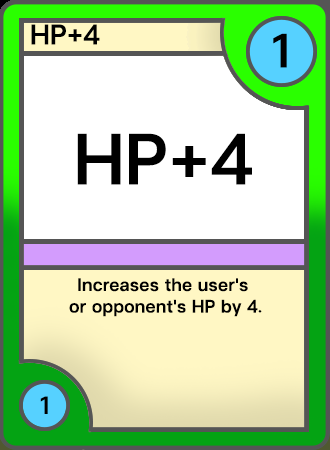 HP+4
1
HP+4
Increases the user's
or opponent's HP by 4.
1